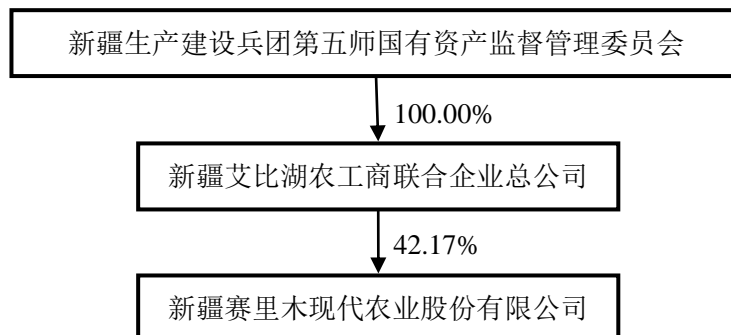 新疆生产建设兵团第五师国有资产监督管理委员会
100.00%
新疆艾比湖农工商联合企业总公司
42.17%
新疆赛里木现代农业股份有限公司